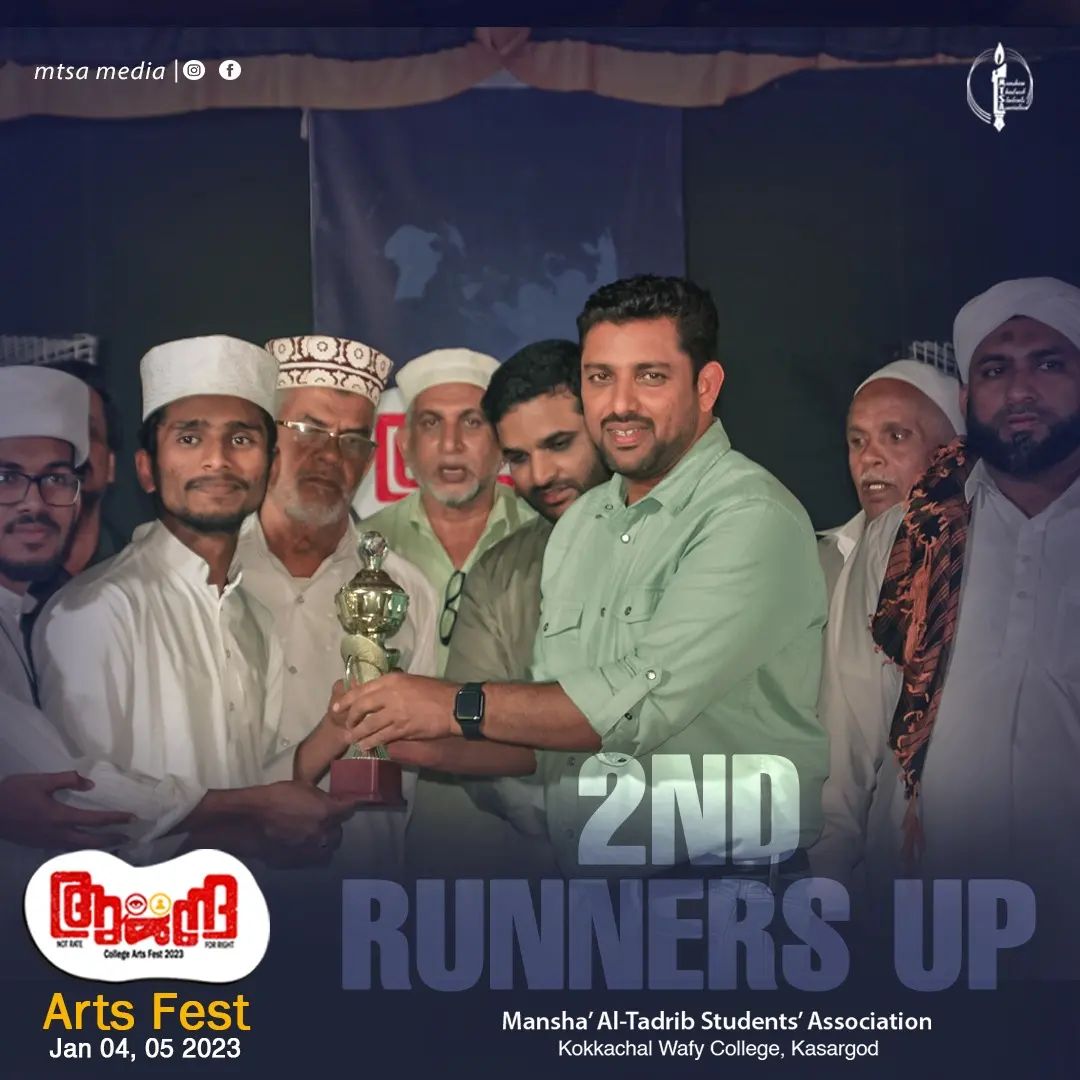 mtsa media |
2ND
RUNNERS UP
NOT RATE
FOR RIGHT
College Arts Fest 2023
Arts Fest
Jan 04, 05 2023
Mansha’ Al-Tadrib Students’ Association
Kokkachal Wafy College, Kasargod